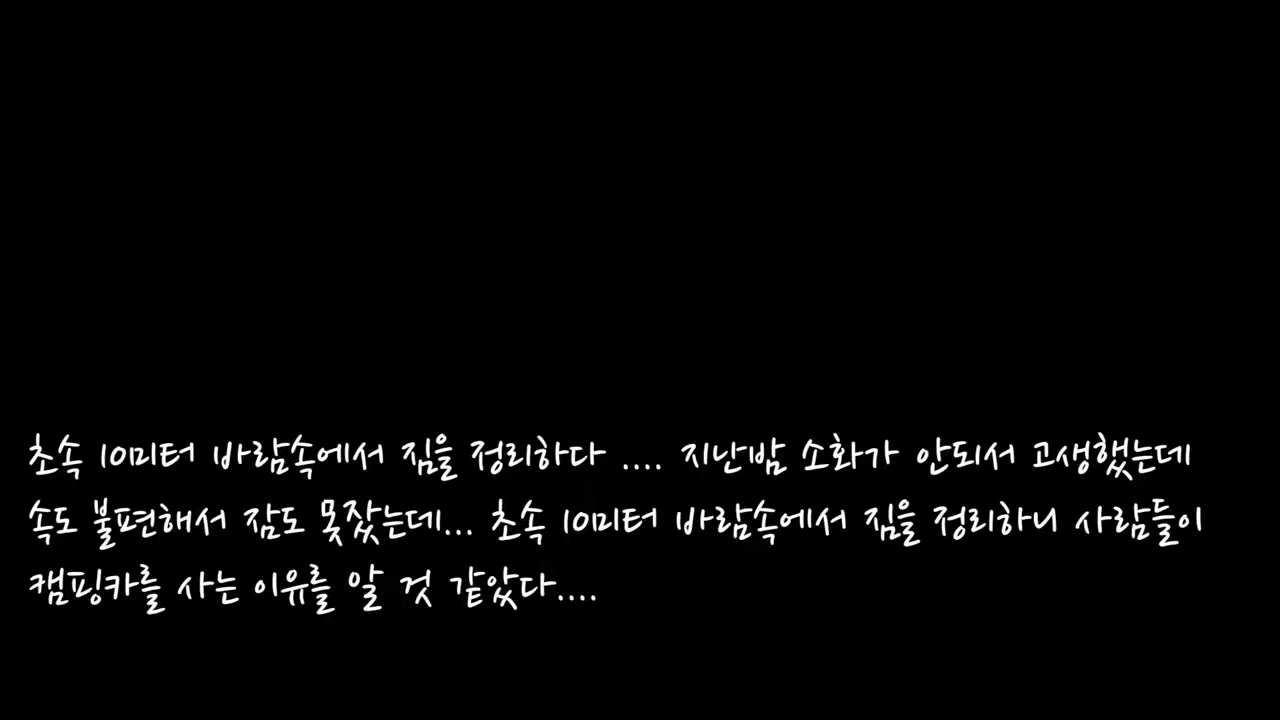 초속 10미터 바람속에서 짐을 정리하다 .... 지난밤 소화가 안되서 고생했는데
속도 불편해서 잠도 못잤는데... 초속 10미터 바람속에서 짐을 정리하니 사람들이
캠핑카를 사는 이유를 알 것 같았다....